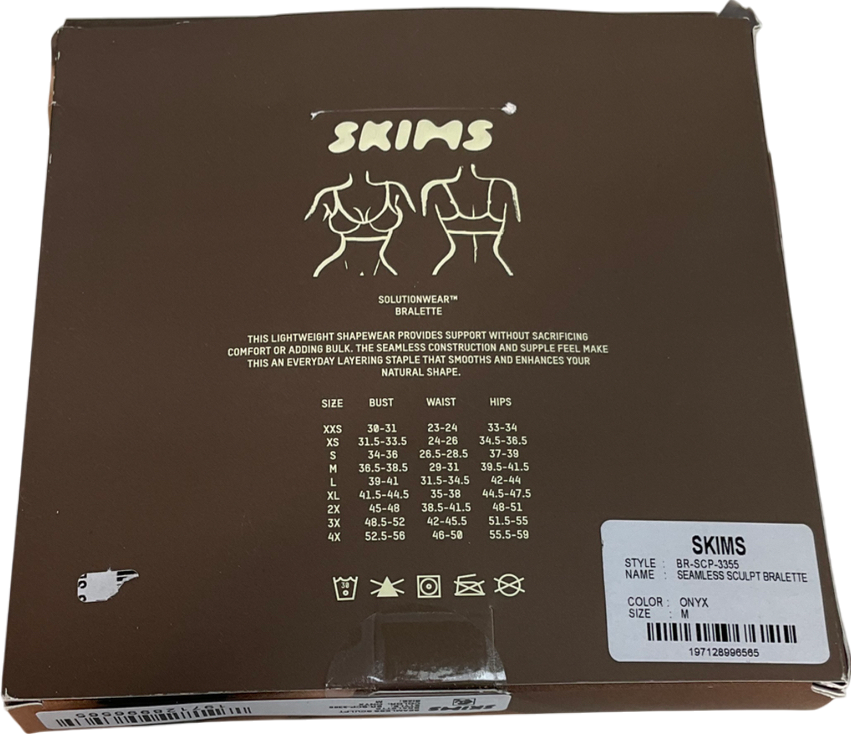 SKIMS
SOLUTIONWEAR™
BRALETTE
THIS LIGHTWEIGHT SHAPEWEAR PROVIDES SUPPORT WITHOUT SACRIFICING
COMFORT OR ADDING BULK. THE SEAMLESS CONSTRUCTION AND SUPPLE FEEL MAKE
THIS AN EVERYDAY LAYERING STAPLE THAT SMOOTHS AND ENHANCES YOUR
NATURAL SHAPE.
SIZE BUST WAIST HIPS
XXS 30-31 23-24 33-34
XS 31.5-33.5 24-26 34.5-36.5
S 34-36 26.5-28.5 37-39
M 36.5-38.5 29-31 39.5-41.5
L 39-41 31.5-34.5 42-44
XL 41.5-44.5 35-38 44.5-47.5
2X 45-48 38.5-41.5 48-51
3X 48.5-52 42-45.5 51.5-55
4X 52.5-56 46-50 55.5-59
30
SKIMS
STYLE : BR-SCP-3355
NAME : SEAMLESS SCULPT BRALETTE
COLOR : ONYX
SIZE : M
197128996565
SKIMS
197128996565